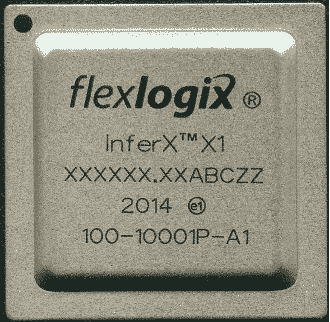 flexlogix®
InferX™ X1
XXXXXX.XXABCZZ
2014 e1
100-10001P-A1